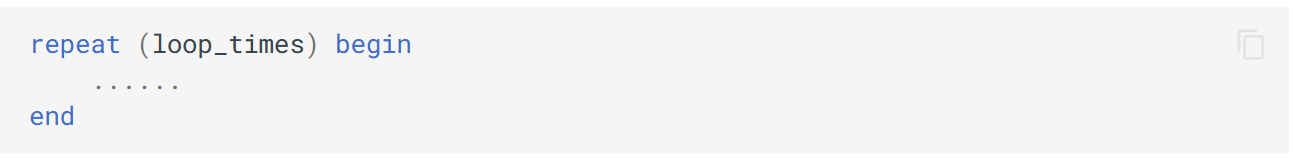 repeat (loop_times) begin
......
end